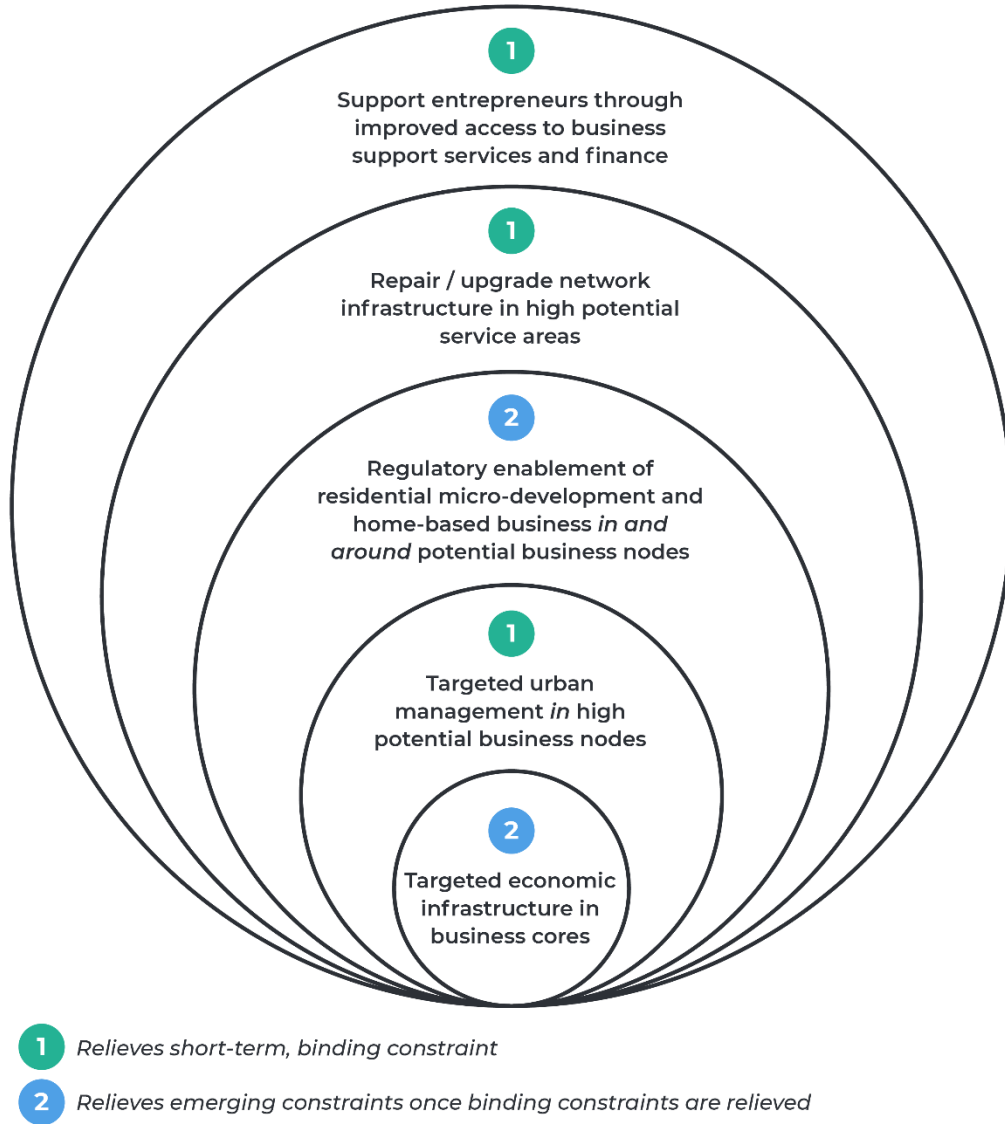 1
Support entrepreneurs through
improved access to business
support services and finance
1
Repair / upgrade network
infrastructure in high potential
service areas
2
Regulatory enablement of
residential micro-development and
home-based business in and
around potential business nodes
1
Targeted urban
management in high
potential business nodes
2
Targeted economic
infrastructure in
business cores
1 Relieves short-term, binding constraint
2 Relieves emerging constraints once binding constraints are relieved